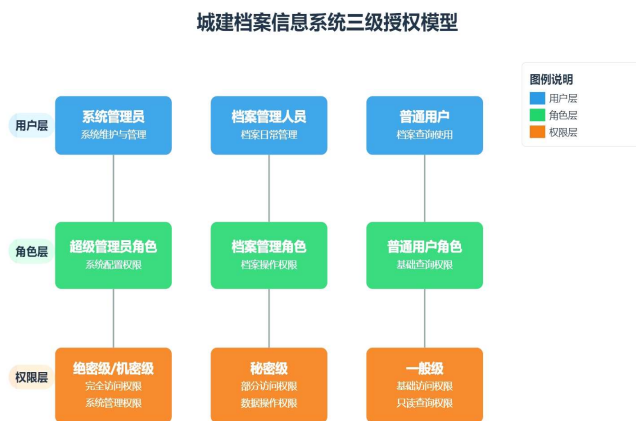 城建档案信息系统三级授权模型
图例说明
用户层
角色层
权限层
用户层
系统管理员
系统维护与管理
档案管理人员
档案日常管理
普通用户
档案查询使用
角色层
超级管理员角色
系统配置权限
档案管理角色
档案操作权限
普通用户角色
基础查询权限
权限层
绝密级/机密级
完全访问权限
系统管理权限
秘密级
部分访问权限
数据操作权限
一般级
基础访问权限
只读查询权限